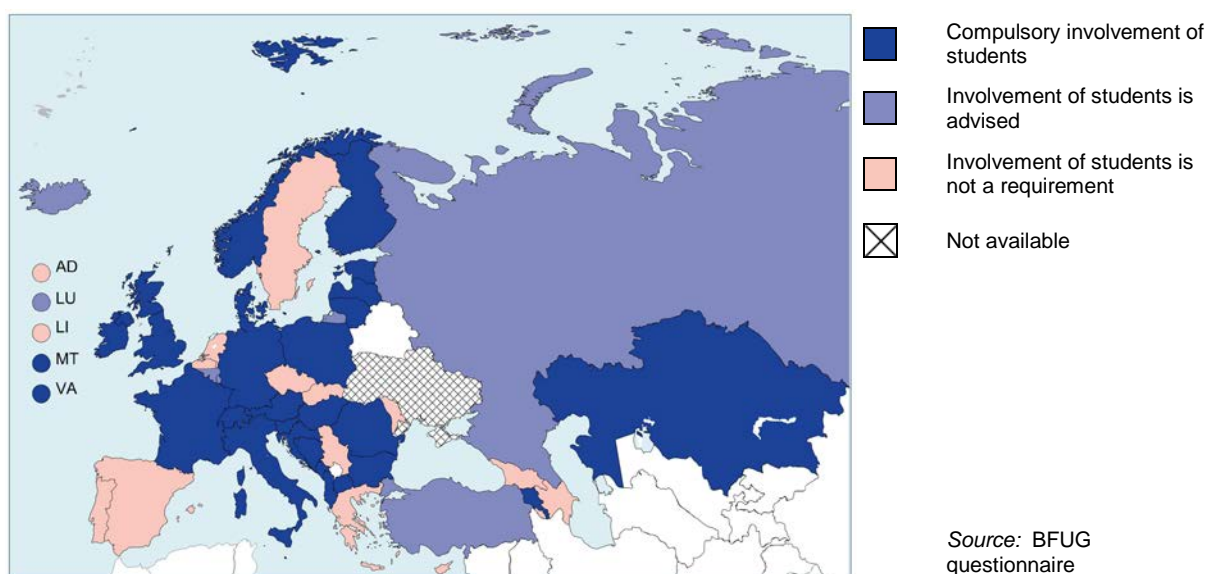 AD
LU
LI
MT
VA
Compulsory involvement of
students
Involvement of students is
advised
Involvement of students is
not a requirement
Not available
Source: BFUG
questionnaire